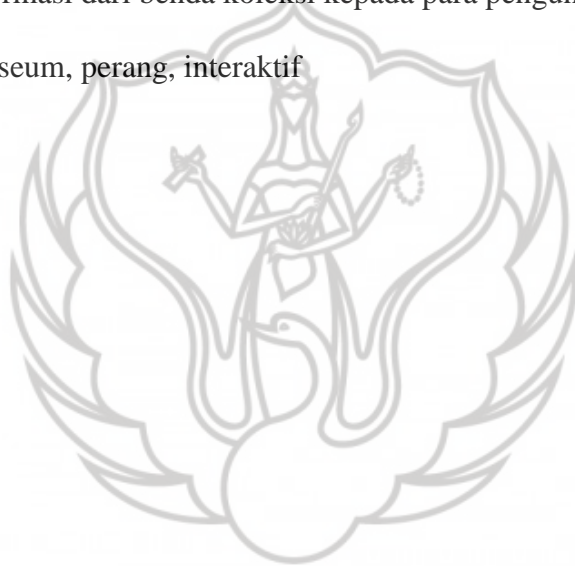 rmasi dari benda koleksi kepada para pengun
seum, perang, interaktif